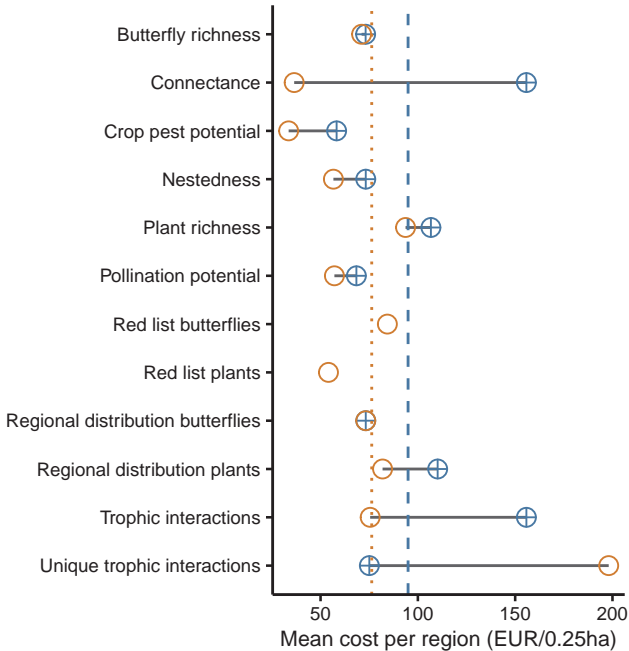 Butterfly richness
Connectance
Crop pest potential
Nestedness
Plant richness
Pollination potential
Red list butterflies
Red list plants
Regional distribution butterflies
Regional distribution plants
Trophic interactions
Unique trophic interactions
50 100 150 200
Mean cost per region (EUR/0.25ha)